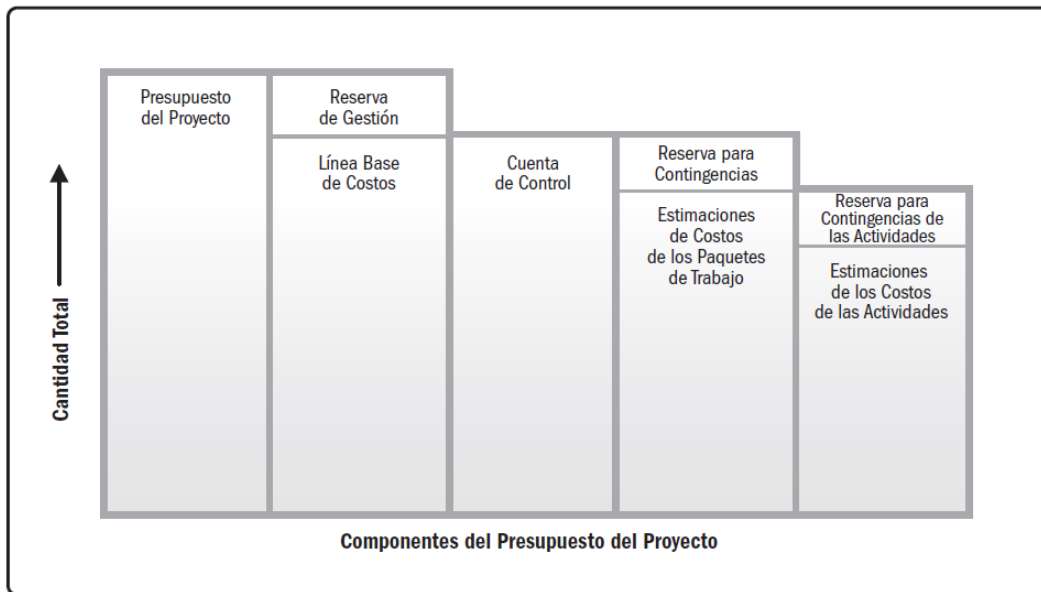 Presupuesto
del Proyecto
Reserva
de Gestión
Línea Base
de Costos
Cuenta
de Control
Reserva para
Contingencias
Estimaciones
de Costos
de los Paquetes
de Trabajo
Reserva para
Contingencias de
las Actividades
Estimaciones
de los Costos
de las Actividades
Cantidad Total
Componentes del Presupuesto del Proyecto